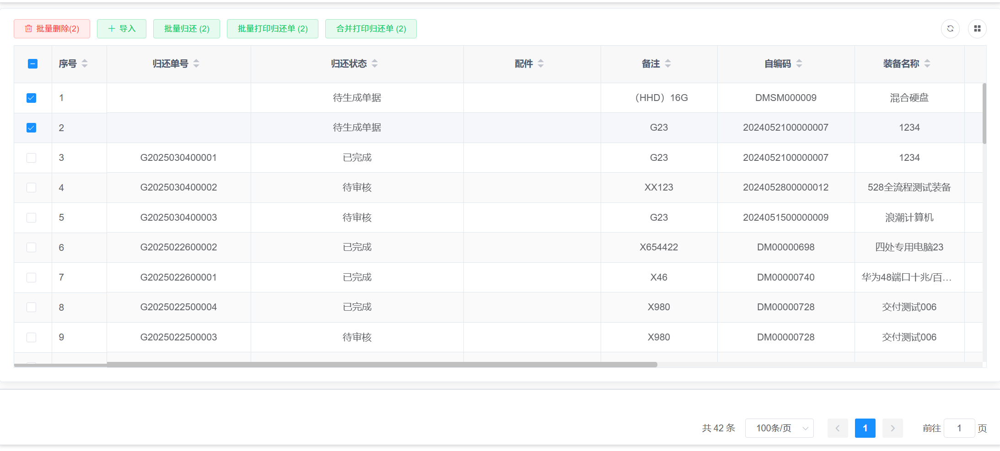 批量删除(2) 导入 批量归还 (2) 批量打印归还单 (2) 合并打印归还单 (2)
序号 归还单号 归还状态 配件 备注 自编码 装备名称
1 待生成单据 （HHD）16G DMSM000009 混合硬盘
2 待生成单据 G23 2024052100000007 1234
3 G2025030400001 已完成 G23 2024052100000007 1234
4 G2025030400002 待审核 XX123 2024052800000012 528全流程测试装备
5 G2025030400003 待审核 G23 2024051500000009 浪潮计算机
6 G2025022600002 已完成 X654422 DM00000698 四处专用电脑23
7 G2025022600001 已完成 X46 DM00000740 华为48端口十兆/百…
8 G2025022500004 已完成 X980 DM00000728 交付测试006
9 G2025022500003 待审核 X980 DM00000728 交付测试006
共 42 条 100条/页 1 前往 1 页